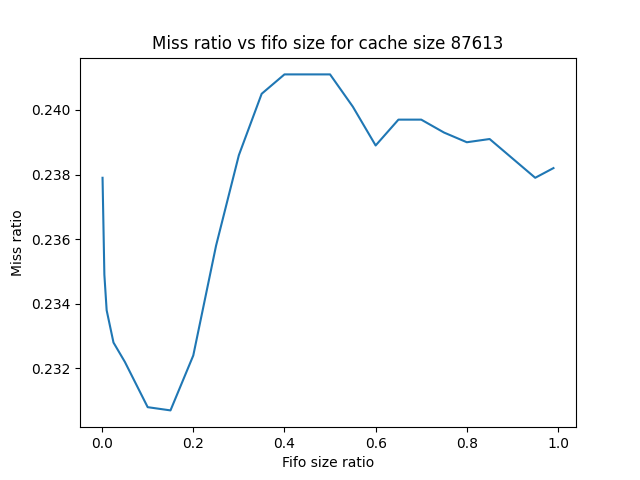 Miss ratio vs fifo size for cache size 87613
0.240
0.238
0.236
0.234
0.232
Miss ratio
0.0 0.2 0.4 0.6 0.8 1.0
Fifo size ratio